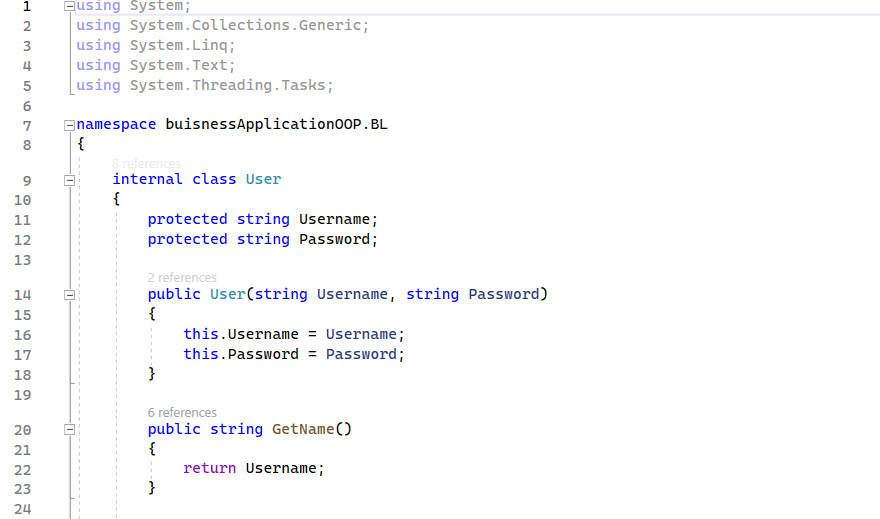 1 using System;
2 using System.Collections.Generic;
3 using System.Linq;
4 using System.Text;
5 using System.Threading.Tasks;
6
7 namespace buisnessApplicationOOP.BL
8 {
8 references
9 internal class User
10 {
11 protected string Username;
12 protected string Password;
13
2 references
14 public User(string Username, string Password)
15 {
16 this.Username = Username;
17 this.Password = Password;
18 }
19
6 references
20 public string GetName()
21 {
22 return Username;
23 }
24